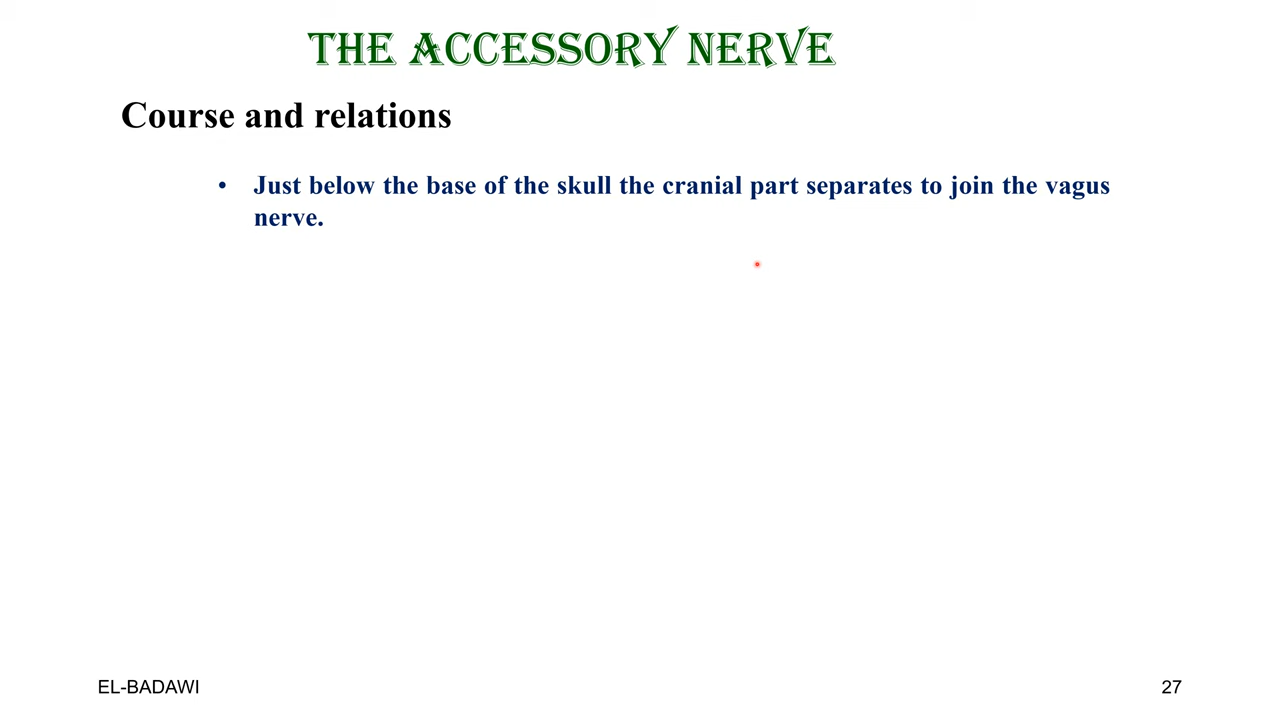 THE ACCESSORY NERVE
Course and relations
• Just below the base of the skull the cranial part separates to join the vagus
nerve.
EL-BADAWI
27